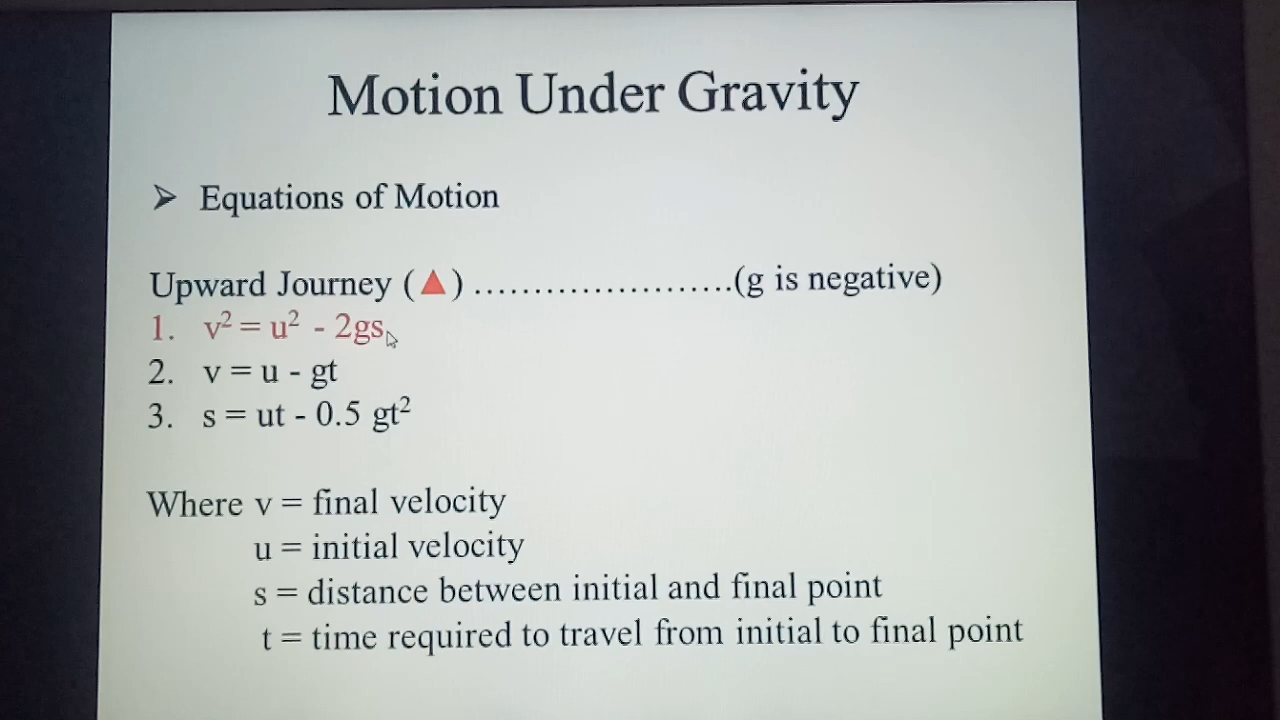 Motion Under Gravity
➢ Equations of Motion
Upward Journey (▲) ......................(g is negative)
1. v² = u² - 2gs
2. v = u - gt
3. s = ut - 0.5 gt²
Where v = final velocity
u = initial velocity
s = distance between initial and final point
t = time required to travel from initial to final point